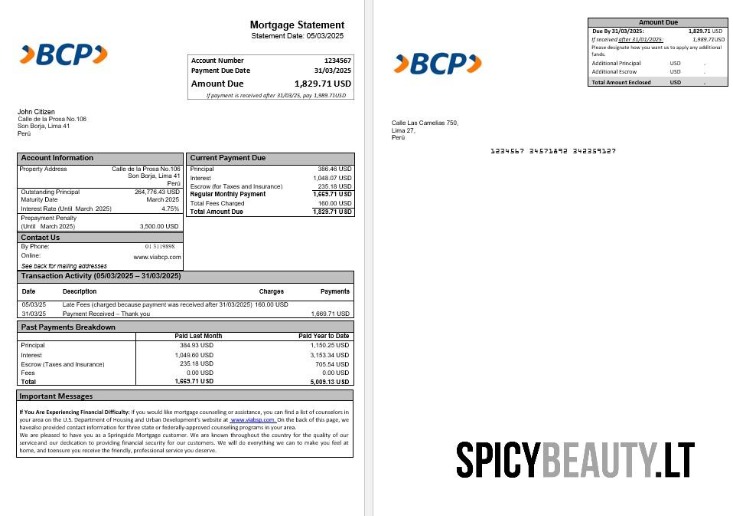 Mortgage Statement
Statement Date: 05/03/2025
BCP
Account Number 1234567
Payment Due Date 31/03/2025
Amount Due 1,829.71 USD
If payment is received after 31/03/25, pay 1,989.71USD
John Citizen
Calle de la Prosa No.106
San Borja, Lima 41
Perú
Account Information
Property Address Calle de la Prosa No.106
San Borja, Lima 41
Perú
Outstanding Principal 264,776.43 USD
Maturity Date March 2025
Interest Rate (Until March 2025) 4.75%
Prepayment Penalty
(Until March 2025) 3,500.00 USD
Contact Us
By Phone: 01 3119898
Online: www.viabcp.com
See back for mailing addresses
Current Payment Due
Principal 386.46 USD
Interest 1,048.07 USD
Escrow (for Taxes and Insurance) 235.18 USD
Regular Monthly Payment 1,669.71 USD
Total Fees Charged 160.00 USD
Total Amount Due 1,829.71 USD
Transaction Activity (05/03/2025 – 31/03/2025)
Date Description Charges Payments
05/03/25 Late Fees (charged because payment was received after 31/03/2025) 160.00 USD
31/03/25 Payment Received – Thank you 1,669.71 USD
Past Payments Breakdown
Paid Last Month Paid Year to Date
Principal 384.93 USD 1,150.25 USD
Interest 1,049.60 USD 3,153.34 USD
Escrow (Taxes and Insurance) 235.18 USD 705.54 USD
Fees 0.00 USD 0.00 USD
Total 1,669.71 USD 5,009.13 USD
Important Messages
If You Are Experiencing Financial Difficulty: If you would like mortgage counseling or assistance, you can find a list of counselors in
your area on the U.S. Department of Housing and Urban Development's website at www.viabsp.com. On the back of this page, we
havealso provided contact information for three state or federally-approved counseling programs in your area.
We are pleased to have you as a Springside Mortgage customer. We are known throughout the country for the quality of our
serviceand our dedication to providing financial security for our customers. We will do everything we can to make you feel at
home, and toensure you receive the friendly, professional service you deserve.
BCP
Amount Due
Due By 31/03/2025: 1,829.71 USD
If received after 31/01/2025: 1,989.71USD
Please designate how you want us to apply any additional
funds.
Additional Principal USD .
Additional Escrow USD .
Total Amount Enclosed USD .
Calle Las Camelias 750,
Lima 27,
Perú
1234567 34571892 342359127
SPICYBEAUTY.LT